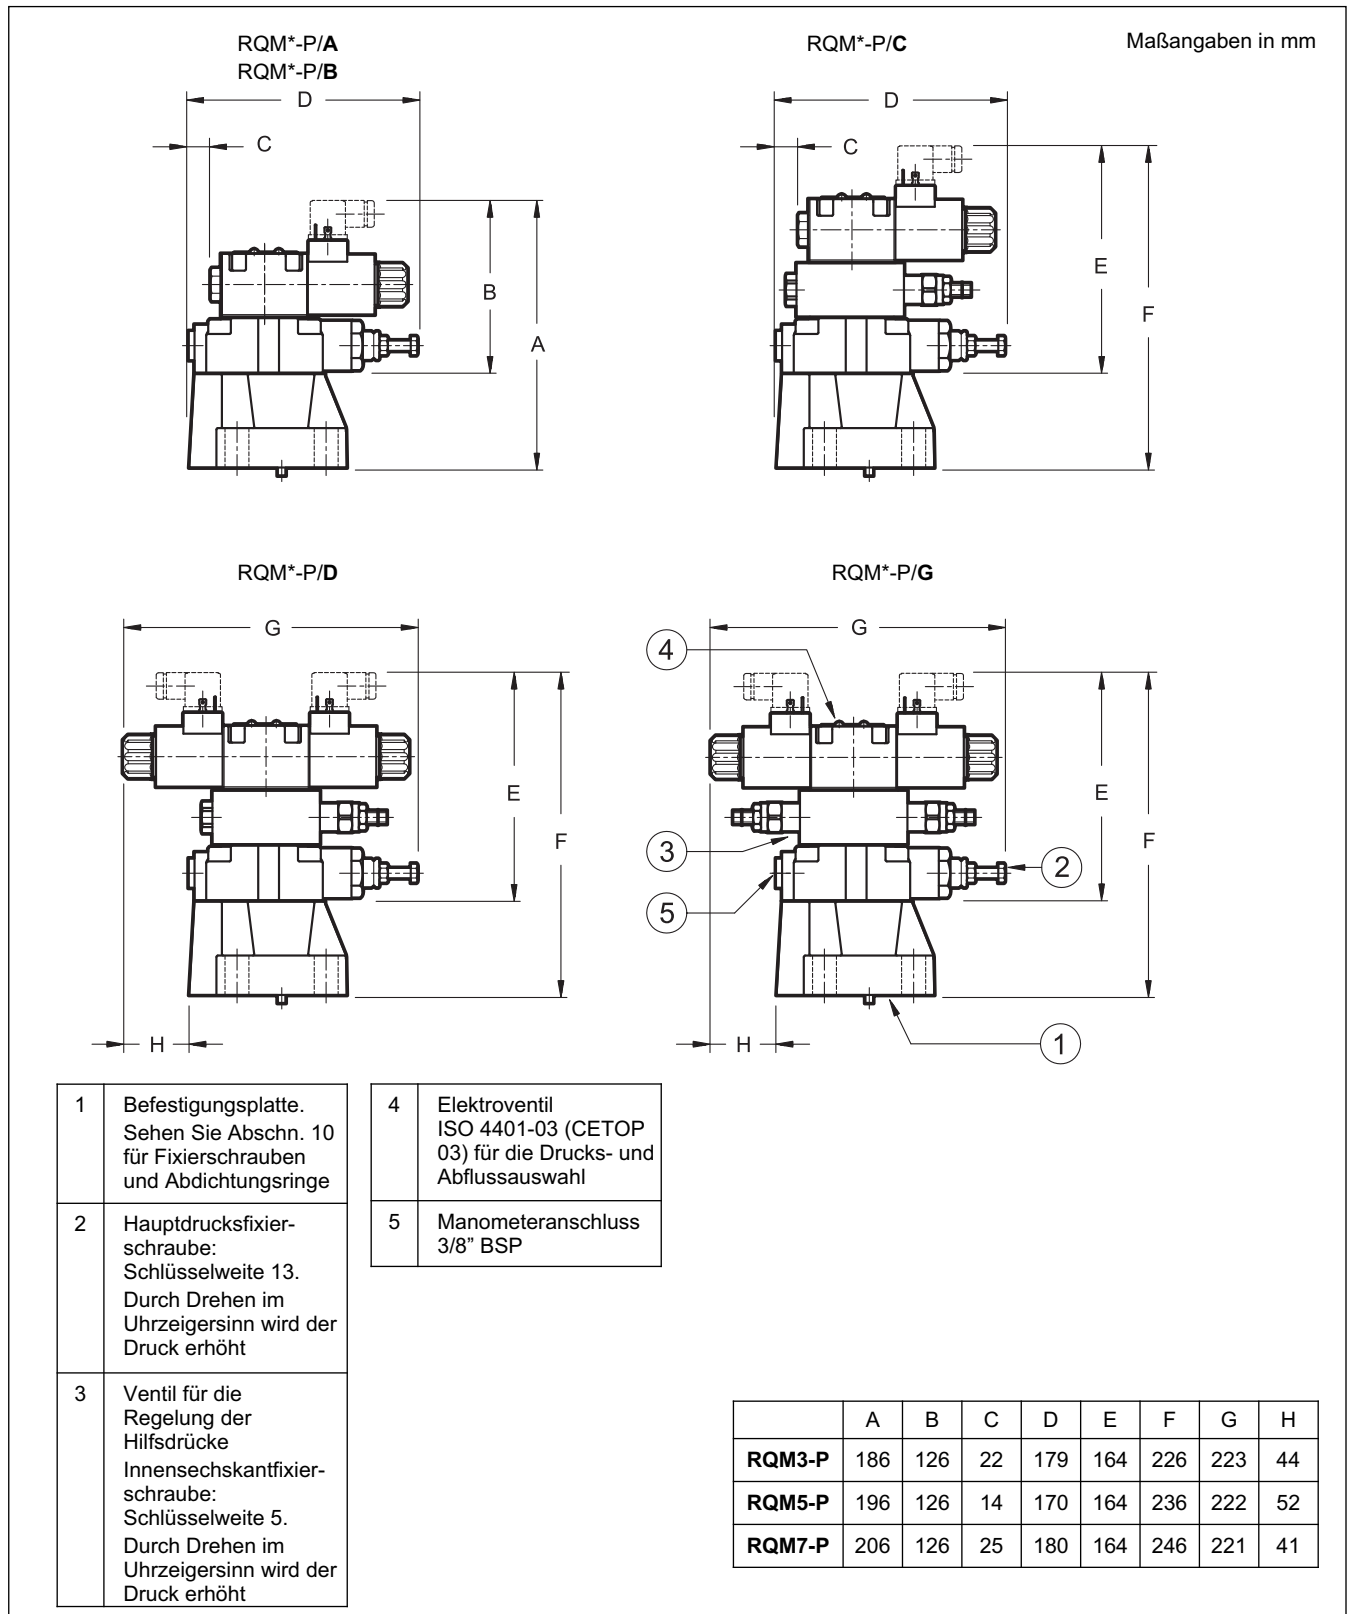 RQM*-P/A
RQM*-P/B
RQM*-P/C
Maßangaben in mm
D
C
B
A
D
C
E
F
RQM*-P/D
RQM*-P/G
G
E
F
H
G
4
E
F
3
2
5
H
1
1 Befestigungsplatte.
Sehen Sie Abschn. 10
für Fixierschrauben
und Abdichtungsringe
2 Hauptdrucksfixier-
schraube:
Schlüsselweite 13.
Durch Drehen im
Uhrzeigersinn wird der
Druck erhöht
3 Ventil für die
Regelung der
Hilfsdrücke
Innensechskantfixier-
schraube:
Schlüsselweite 5.
Durch Drehen im
Uhrzeigersinn wird der
Druck erhöht
4 Elektroventil
ISO 4401-03 (CETOP
03) für die Drucks- und
Abflussauswahl
5 Manometeranschluss
3/8” BSP
A B C D E F G H
RQM3-P 186 126 22 179 164 226 223 44
RQM5-P 196 126 14 170 164 236 222 52
RQM7-P 206 126 25 180 164 246 221 41